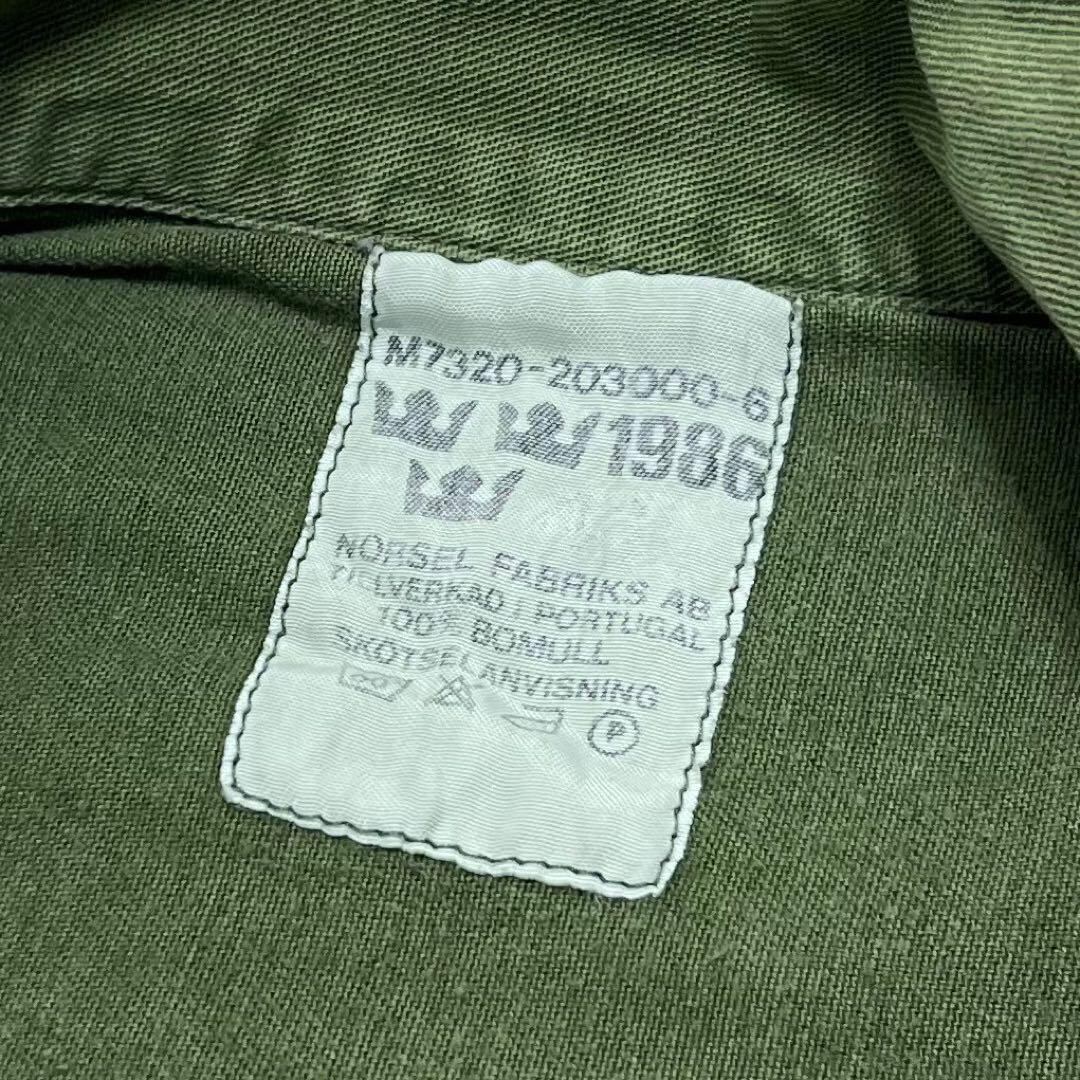 M7320-203000-6
1986
NORSEL FABRIKS AB
TILLVERKAD I PORTUGAL
100% BOMULL
SKÖTSELANVISNING
P